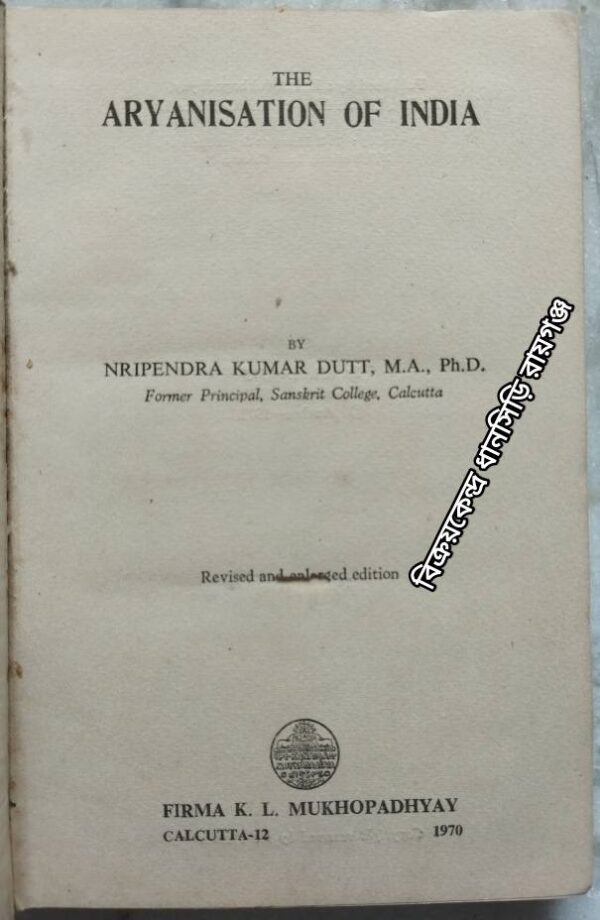 THE
ARYANISATION OF INDIA
BY
NRIPENDRA KUMAR DUTT, M.A., Ph.D.
Former Principal, Sanskrit College, Calcutta
বিক্রয়কেন্দ্র ধানসিড়ি রায়গঞ্জ
Revised and enlarged edition
FIRMA K. L. MUKHOPADHYAY
CALCUTTA-12 1970